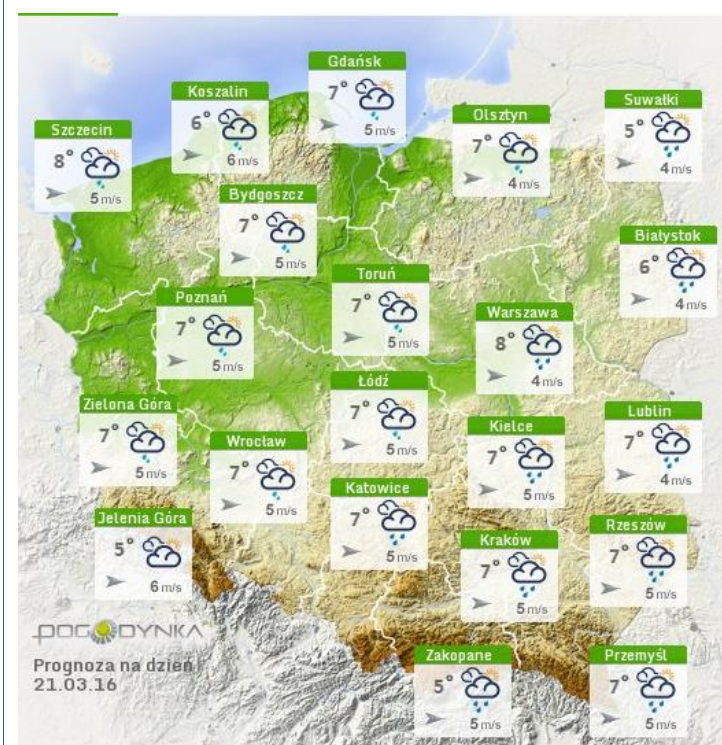 Gdańsk
7°
5 m/s
Koszalin
6°
6 m/s
Suwałki
5°
4 m/s
Olsztyn
7°
4 m/s
Szczecin
8°
5 m/s
Bydgoszcz
7°
5 m/s
Białystok
6°
4 m/s
Toruń
7°
5 m/s
Poznań
7°
5 m/s
Warszawa
8°
4 m/s
Łódź
7°
5 m/s
Zielona Góra
7°
5 m/s
Lublin
7°
4 m/s
Kielce
7°
5 m/s
Wrocław
7°
5 m/s
Katowice
7°
5 m/s
Jelenia Góra
5°
6 m/s
Rzeszów
7°
5 m/s
Kraków
7°
5 m/s
POGODYNKA
Prognoza na dzień
21.03.16
Zakopane
5°
5 m/s
Przemyśl
7°
5 m/s